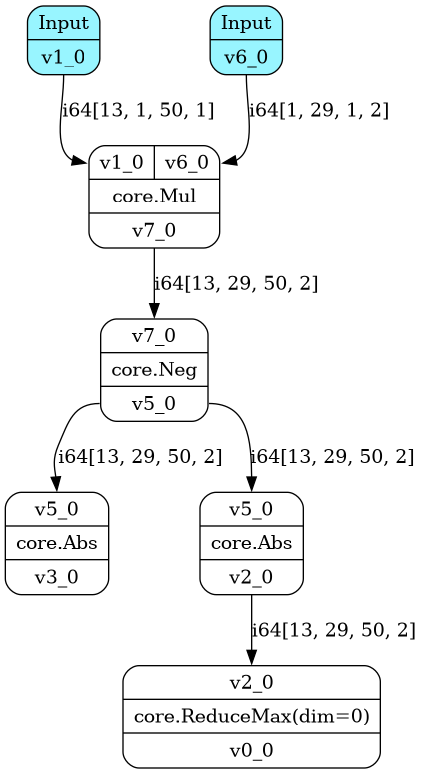 Input
v1_0
Input
v6_0
i64[13, 1, 50, 1]
i64[1, 29, 1, 2]
v1_0 v6_0
core.Mul
v7_0
i64[13, 29, 50, 2]
v7_0
core.Neg
v5_0
i64[13, 29, 50, 2]
i64[13, 29, 50, 2]
v5_0
core.Abs
v3_0
v5_0
core.Abs
v2_0
i64[13, 29, 50, 2]
v2_0
core.ReduceMax(dim=0)
v0_0